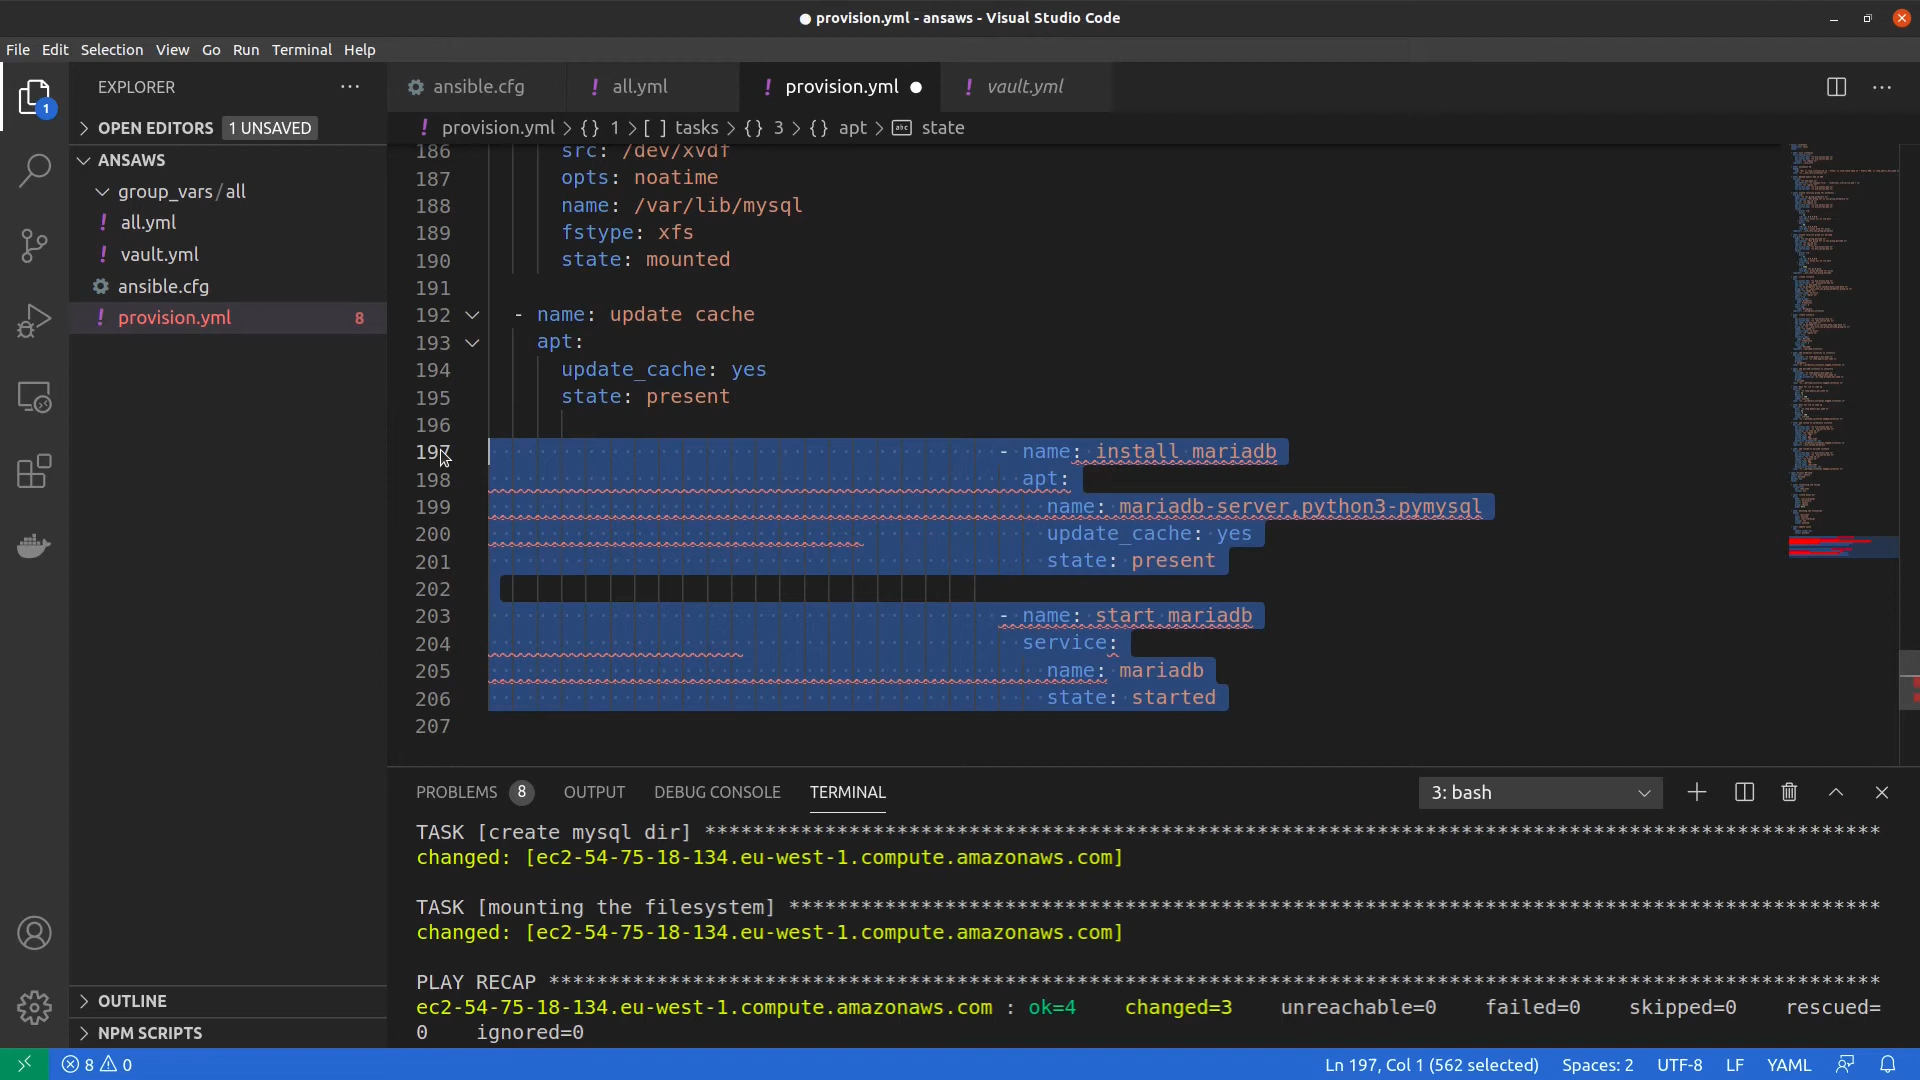 provision.yml - ansaws - Visual Studio Code
File Edit Selection View Go Run Terminal Help
EXPLORER
ansible.cfg
all.yml
provision.yml
vault.yml
OPEN EDITORS 1 UNSAVED
provision.yml > {} 1 > [ ] tasks > {} 3 > {} apt > abc state
ANSAWS
group_vars / all
all.yml
vault.yml
ansible.cfg
provision.yml 8
186 src: /dev/xvdf
187 opts: noatime
188 name: /var/lib/mysql
189 fstype: xfs
190 state: mounted
191
192 - name: update cache
193 apt:
194 update_cache: yes
195 state: present
196
197 - name: install mariadb
198 apt:
199 name: mariadb-server,python3-pymysql
200 update_cache: yes
201 state: present
202
203 - name: start mariadb
204 service:
205 name: mariadb
206 state: started
207
1
PROBLEMS 8 OUTPUT DEBUG CONSOLE TERMINAL 3: bash
TASK [create mysql dir] **************************************************************************************************
changed: [ec2-54-75-18-134.eu-west-1.compute.amazonaws.com]
TASK [mounting the filesystem] *******************************************************************************************
changed: [ec2-54-75-18-134.eu-west-1.compute.amazonaws.com]
PLAY RECAP ***************************************************************************************************************
ec2-54-75-18-134.eu-west-1.compute.amazonaws.com : ok=4 changed=3 unreachable=0 failed=0 skipped=0 rescued=
0 ignored=0
OUTLINE
NPM SCRIPTS
8 0 Ln 197, Col 1 (562 selected) Spaces: 2 UTF-8 LF YAML